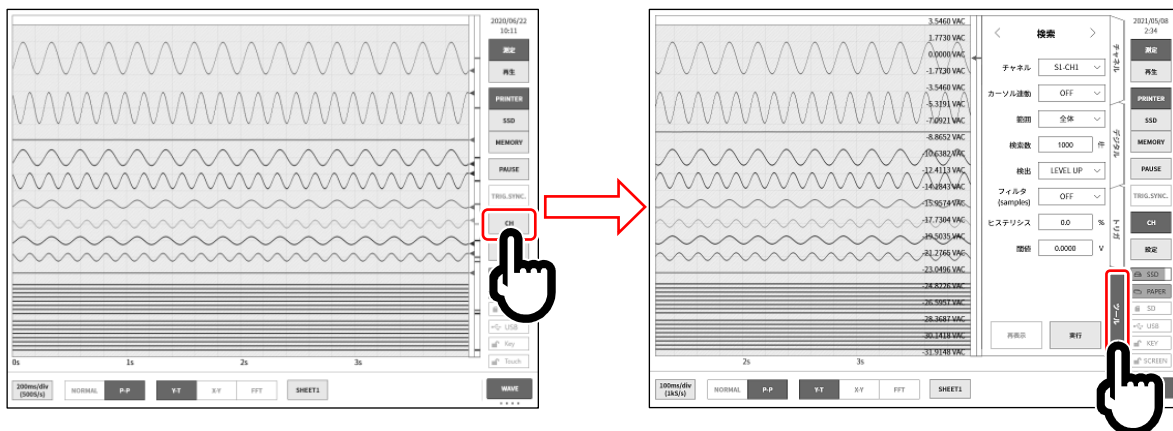 2020/06/22
10:11
測定
再生
PRINTER
SSD
MEMORY
PAUSE
TRIG.SYNC.
CH
USB
Key
Touch
0s
1s
2s
3s
200ms/div
(500S/s)
NORMAL
P-P
Y-T
X-Y
FFT
SHEET1
WAVE
3.5460 VAC
1.7730 VAC
0.0000 VAC
-1.7730 VAC
-3.5460 VAC
-5.3191 VAC
-7.0921 VAC
-8.8652 VAC
-10.6382 VAC
-12.4113 VAC
-14.1843 VAC
-15.9574 VAC
-17.7304 VAC
-19.5035 VAC
-21.2765 VAC
-23.0496 VAC
-24.8226 VAC
-26.5957 VAC
-28.3687 VAC
-30.1418 VAC
-31.9148 VAC
検索
チャネル
S1-CH1
カーソル連動
OFF
範囲
全体
検索数
1000
検出
LEVEL UP
フィルタ
(samples)
OFF
ヒステリシス
0.0
%
閾値
0.0000
V
再表示
実行
チャネル
デジタル
トリガ
ツール
2021/05/08
2:34
測定
再生
PRINTER
SSD
MEMORY
PAUSE
TRIG.SYNC.
CH
設定
SSD
PAPER
SD
USB
KEY
SCREEN
2s
3s
100ms/div
(1kS/s)
NORMAL
P-P
Y-T
X-Y
FFT
SHEET1